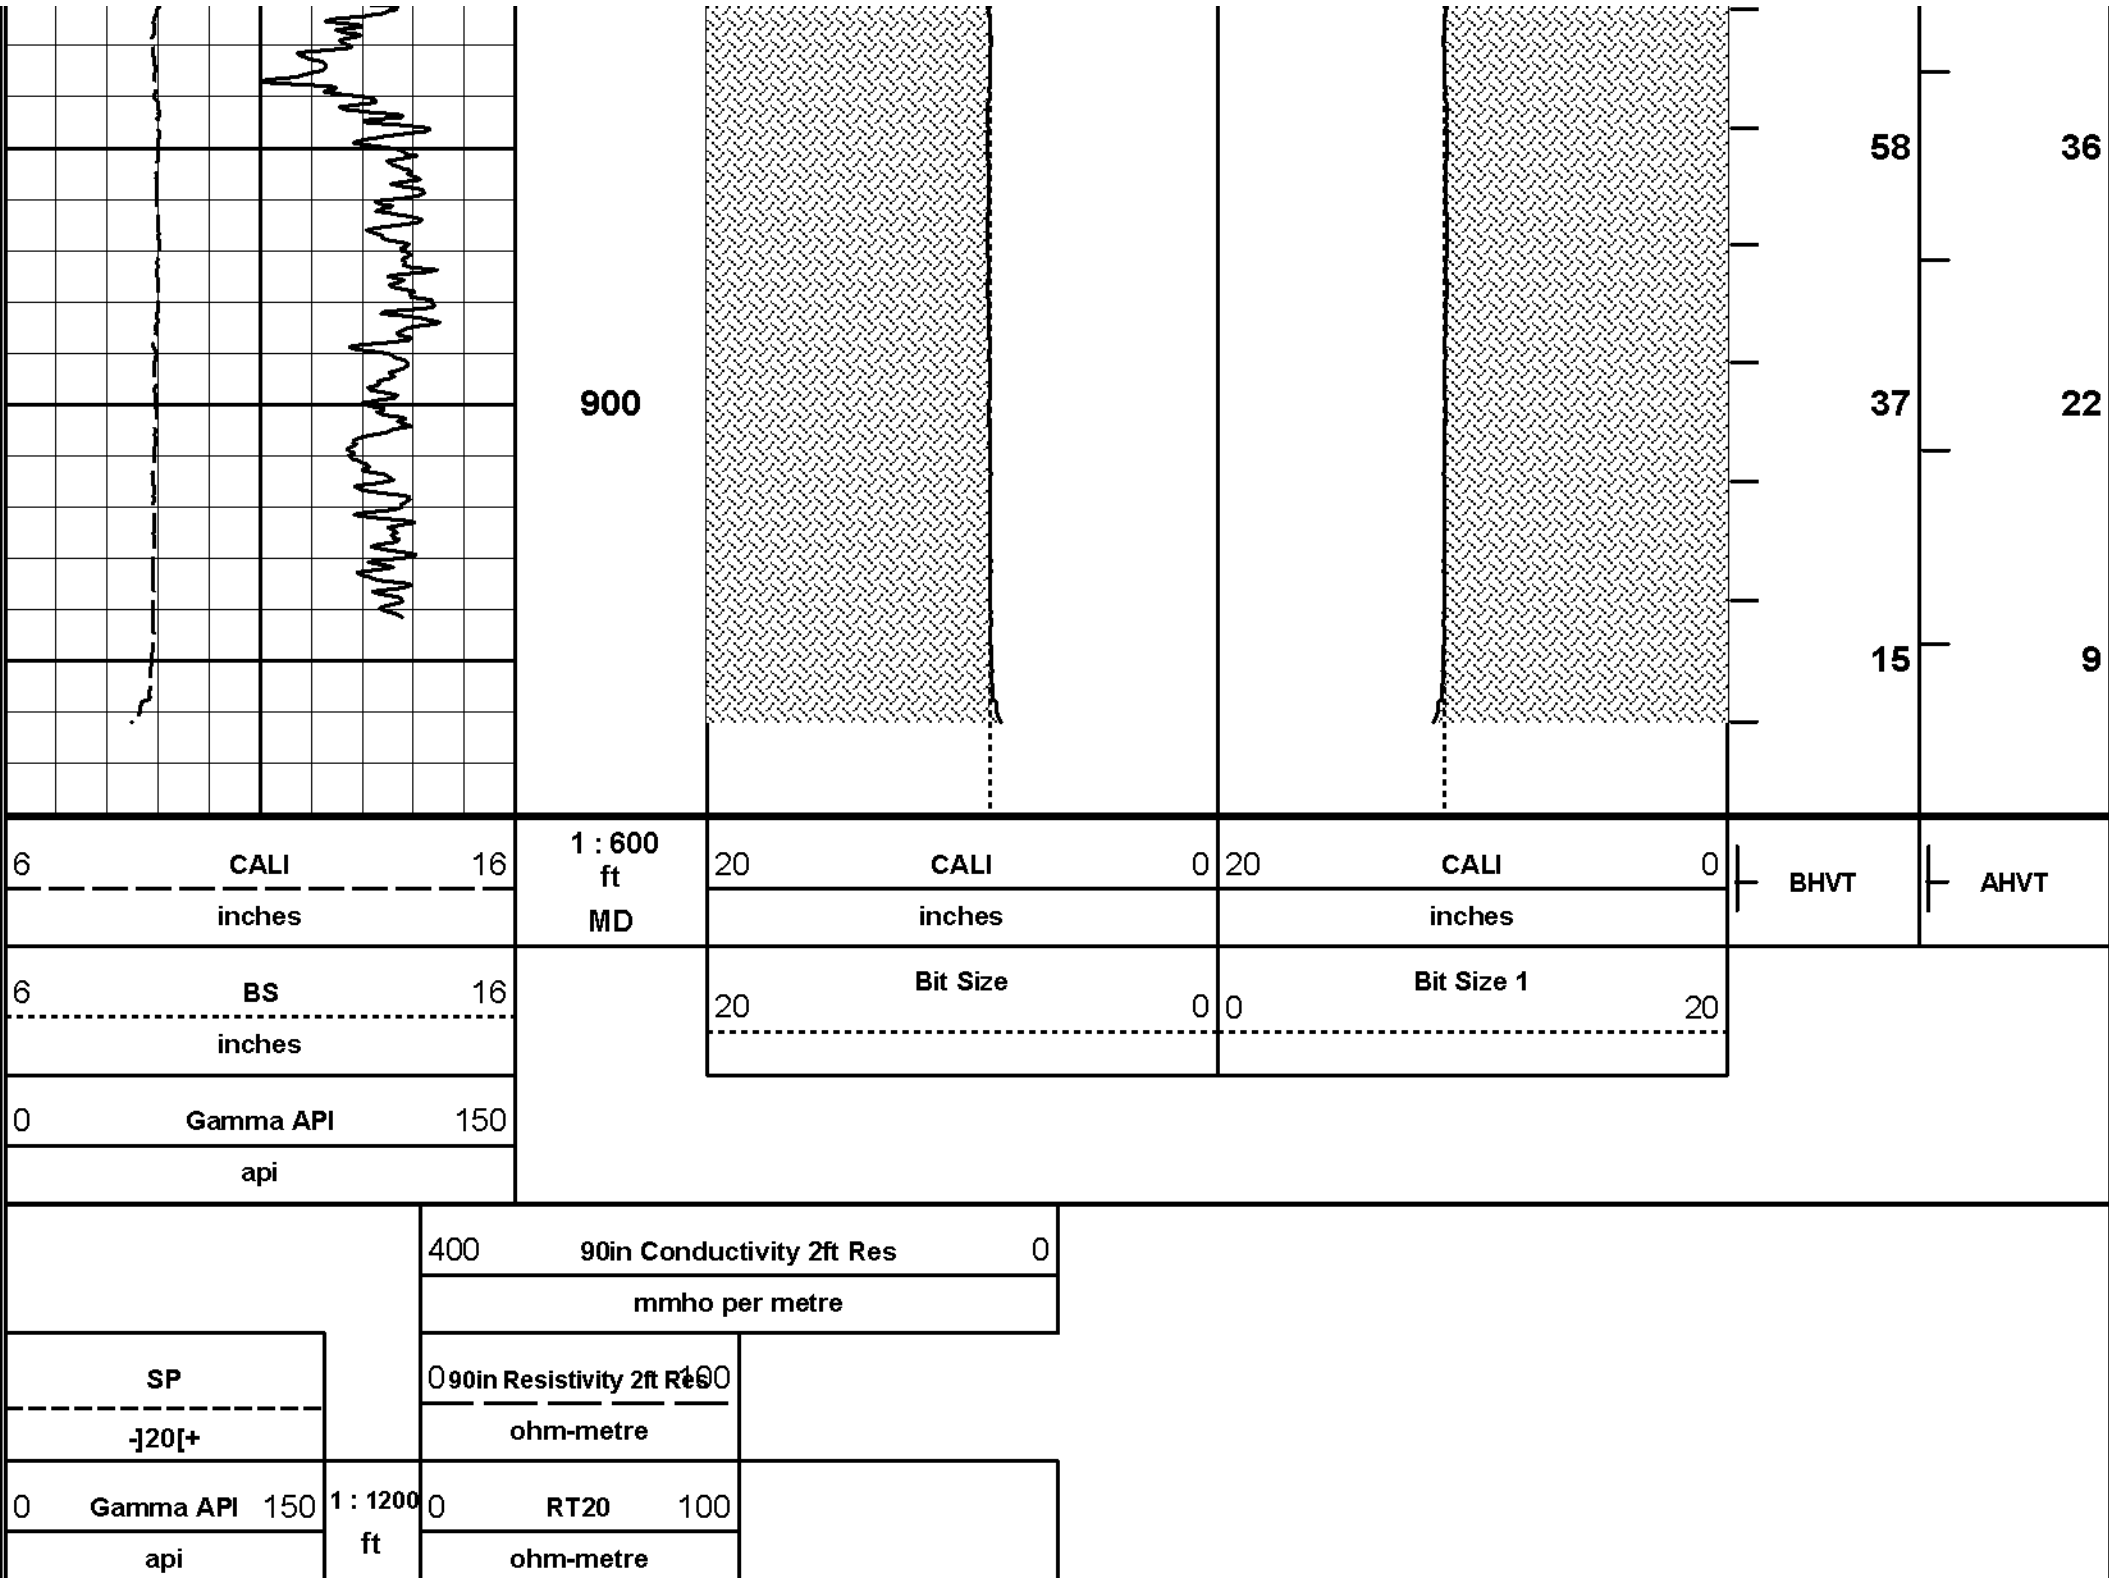 58 36
900 37 22
15 9
6 CALI 16
inches
1 : 600
ft
MD
20 CALI 0
inches
20 CALI 0
inches
BHVT
AHVT
6 BS 16
inches
Bit Size
20 0
Bit Size 1
0 20
0 Gamma API 150
api
400 90in Conductivity 2ft Res 0
mmho per metre
SP
-]20[+
0 90in Resistivity 2ft Res 100
ohm-metre
0 Gamma API 150
api
1 : 1200
ft
0 RT20 100
ohm-metre